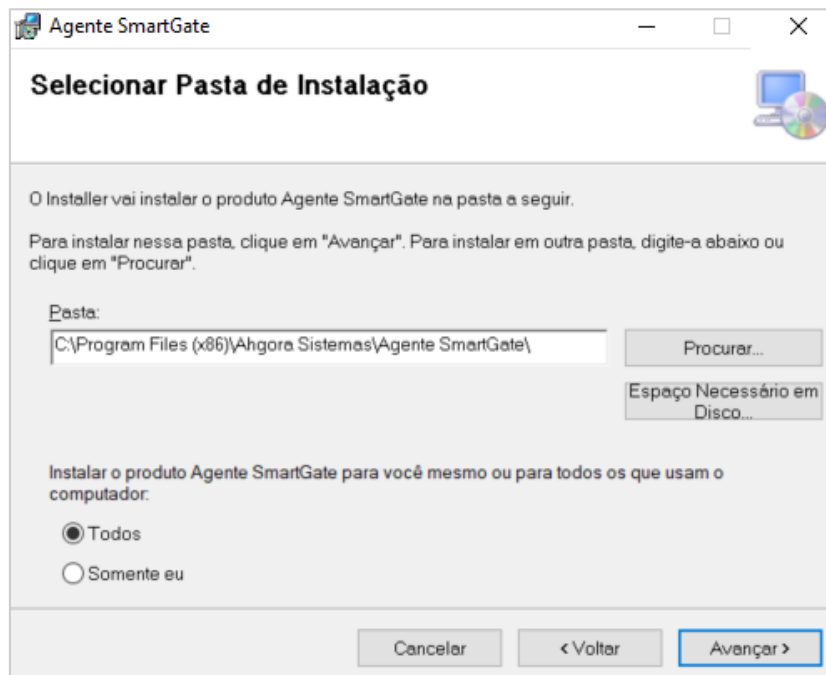 Agente SmartGate
Selecionar Pasta de Instalação
O Installer vai instalar o produto Agente SmartGate na pasta a seguir.
Para instalar nessa pasta, clique em "Avançar". Para instalar em outra pasta, digite-a abaixo ou
clique em "Procurar".
Pasta:
C:\Program Files (x86)\Ahgora Sistemas\Agente SmartGate\
Procurar...
Espaço Necessário em
Disco...
Instalar o produto Agente SmartGate para você mesmo ou para todos os que usam o
computador:
Todos
Somente eu
Cancelar
< Voltar
Avançar >